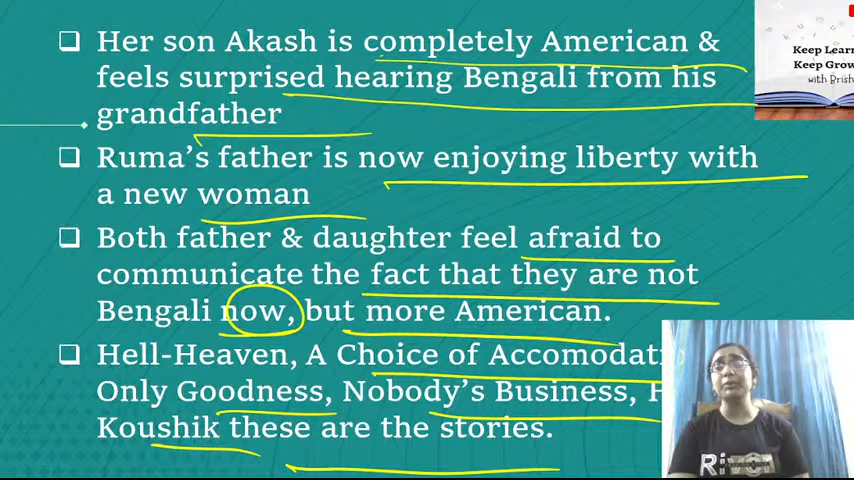 Her son Akash is completely American &
feels surprised hearing Bengali from his
grandfather
Ruma's father is now enjoying liberty with
a new woman
Both father & daughter feel afraid to
communicate the fact that they are not
Bengali now, but more American.
Hell-Heaven, A Choice of Accomodati
Only Goodness, Nobody's Business, H
Koushik these are the stories.
Keep Lear
Keep Grow
with Brish